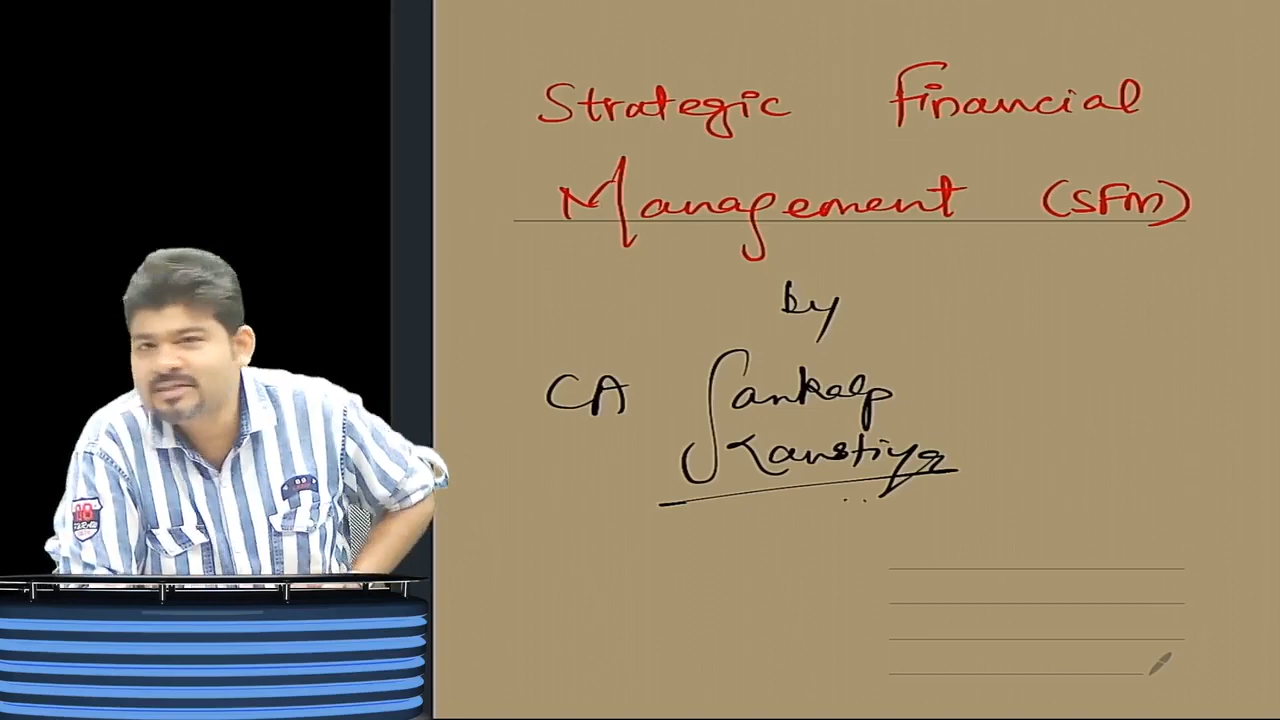 Strategic Financial
Management (SFM)
by
CA Sankalp
Kanstiya